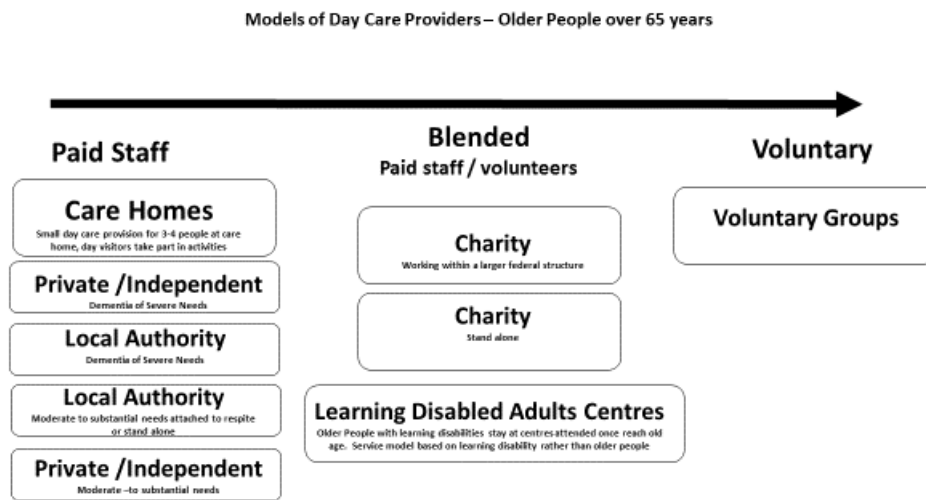 Models of Day Care Providers – Older People over 65 years
Paid Staff
Care Homes
Small day care provision for 3-4 people at care
home, day visitors take part in activities
Private /Independent
Dementia of Severe Needs
Local Authority
Dementia of Severe Needs
Local Authority
Moderate to substantial needs attached to respite
or stand alone
Private /Independent
Moderate –to substantial needs
Blended
Paid staff / volunteers
Charity
Working within a larger federal structure
Charity
Stand alone
Learning Disabled Adults Centres
Older People with learning disabilities stay at centres attended once reach old
age. Service model based on learning disability rather than older people
Voluntary
Voluntary Groups